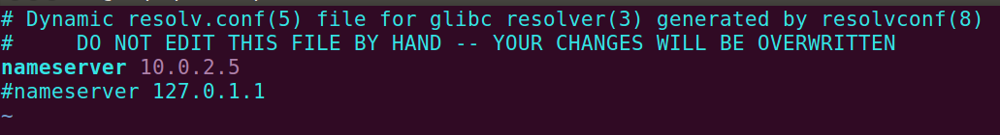 # Dynamic resolv.conf(5) file for glibc resolver(3) generated by resolvconf(8)
#     DO NOT EDIT THIS FILE BY HAND -- YOUR CHANGES WILL BE OVERWRITTEN
nameserver 10.0.2.5
#nameserver 127.0.1.1
~